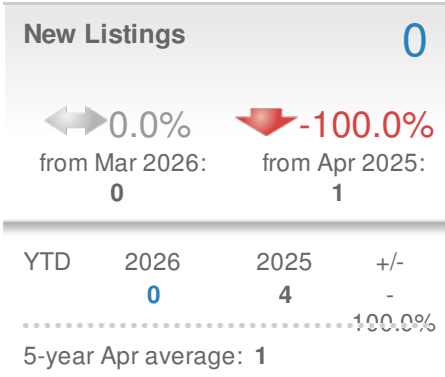 New Listings 0
0.0% -100.0%
from Mar 2026: from Apr 2025:
0 1
YTD 2026 2025 +/-
0 4 -
100.0%
5-year Apr average: 1